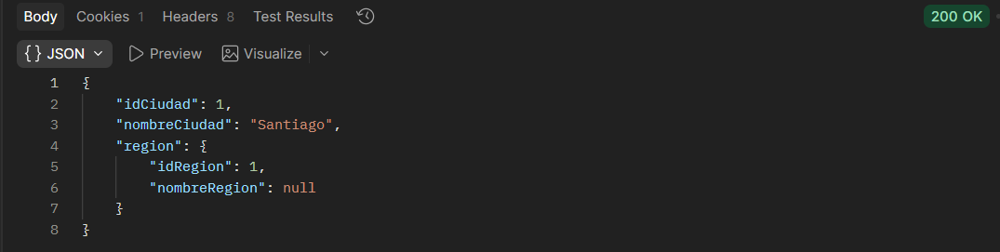 Body Cookies 1 Headers 8 Test Results 200 OK
{} JSON Preview Visualize
1 {
2 "idCiudad": 1,
3 "nombreCiudad": "Santiago",
4 "region": {
5 "idRegion": 1,
6 "nombreRegion": null
7 }
8 }